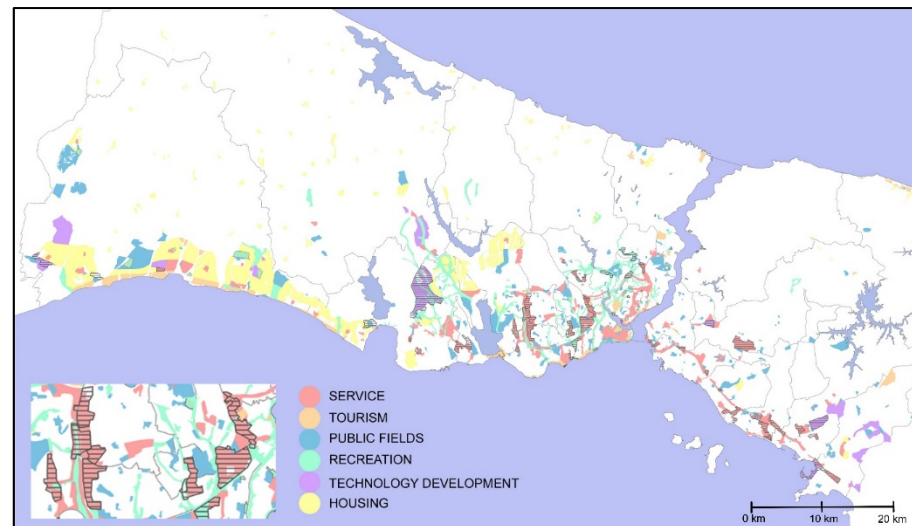 SERVICE
TOURISM
PUBLIC FIELDS
RECREATION
TECHNOLOGY DEVELOPMENT
HOUSING
0 km 10 km 20 km